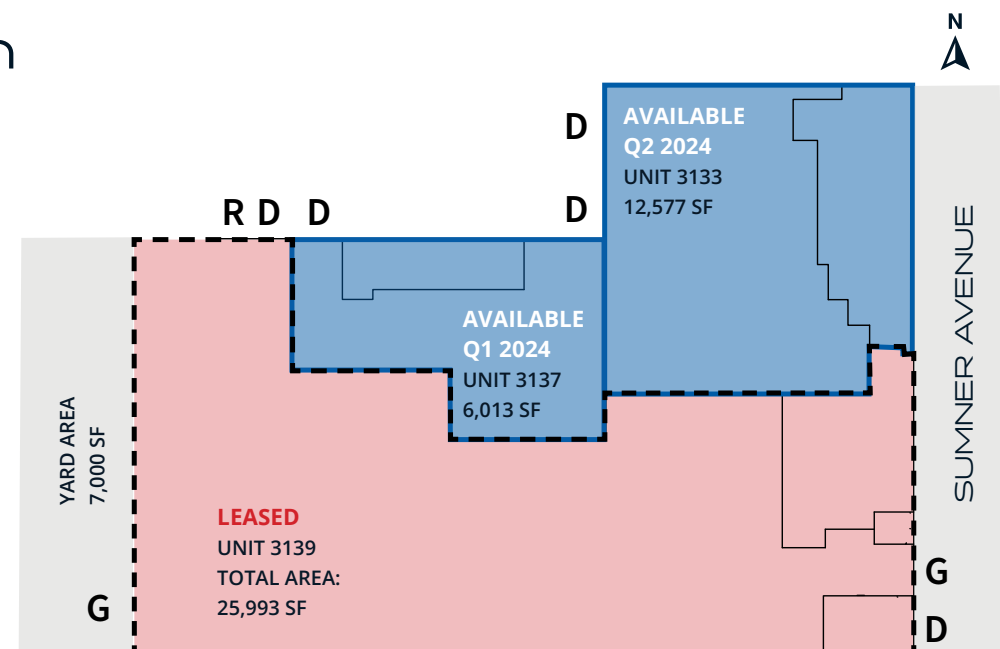 N
D
AVAILABLE
Q2 2024
UNIT 3133
12,577 SF
D
R D D
AVAILABLE
Q1 2024
UNIT 3137
6,013 SF
SUMNER AVENUE
YARD AREA
7,000 SF
LEASED
UNIT 3139
TOTAL AREA:
25,993 SF
G
G
D